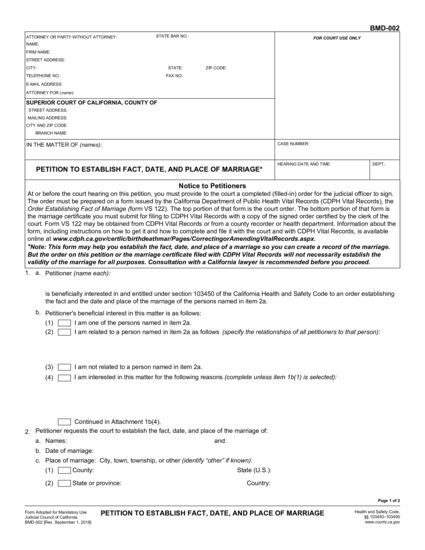 BMD-002
ATTORNEY OR PARTY WITHOUT ATTORNEY: STATE BAR NO.:
FOR COURT USE ONLY
NAME:
FIRM NAME:
STREET ADDRESS:
CITY: STATE: ZIP CODE:
TELEPHONE NO.: FAX NO.:
E-MAIL ADDRESS:
ATTORNEY FOR (name):
SUPERIOR COURT OF CALIFORNIA, COUNTY OF
STREET ADDRESS:
MAILING ADDRESS:
CITY AND ZIP CODE:
BRANCH NAME:
IN THE MATTER OF (names):
CASE NUMBER:
PETITION TO ESTABLISH FACT, DATE, AND PLACE OF MARRIAGE*
HEARING DATE AND TIME: DEPT.
Notice to Petitioners
At or before the court hearing on this petition, you must provide to the court a completed (filled-in) order for the judicial officer to sign.
The order must be prepared on a form issued by the California Department of Public Health Vital Records (CDPH Vital Records), the
Order Establishing Fact of Marriage (form VS 122). The top portion of that form is the court order. The bottom portion of that form is
the marriage certificate you must submit for filing to CDPH Vital Records with a copy of the signed order certified by the clerk of the
court. Form VS 122 may be obtained from CDPH Vital Records or from a county recorder or health department. Information about the
form, including instructions on how to get it and how to complete and file it with the court and with CDPH Vital Records, is available
online at www.cdph.ca.gov/certlic/birthdeathmar/Pages/CorrectingorAmendingVitalRecords.aspx.
*Note: This form may help you establish the fact, date, and place of a marriage so you can create a record of the marriage.
But the order on this petition or the marriage certificate filed with CDPH Vital Records will not necessarily establish the
validity of the marriage for all purposes. Consultation with a California lawyer is recommended before you proceed.
1. a. Petitioner (name each):
is beneficially interested in and entitled under section 103450 of the California Health and Safety Code to an order establishing
the fact and the date and place of the marriage of the persons named in item 2a.
b. Petitioner's beneficial interest in this matter is as follows:
(1) I am one of the persons named in item 2a.
(2) I am related to a person named in item 2a as follows (specify the relationships of all petitioners to that person):
(3) I am not related to a person named in item 2a.
(4) I am interested in this matter for the following reasons (complete unless item 1b(1) is selected):
Continued in Attachment 1b(4).
2. Petitioner requests the court to establish the fact, date, and place of the marriage of:
a. Names: and:
b. Date of marriage:
c. Place of marriage: City, town, township, or other (identify "other" if known):
(1) County: State (U.S.):
(2) State or province: Country:
Page 1 of 2
Form Adopted for Mandatory Use
Judicial Council of California
BMD-002 [Rev. September 1, 2018]
PETITION TO ESTABLISH FACT, DATE, AND PLACE OF MARRIAGE
Health and Safety Code,
§§ 103450–103490
www.courts.ca.gov